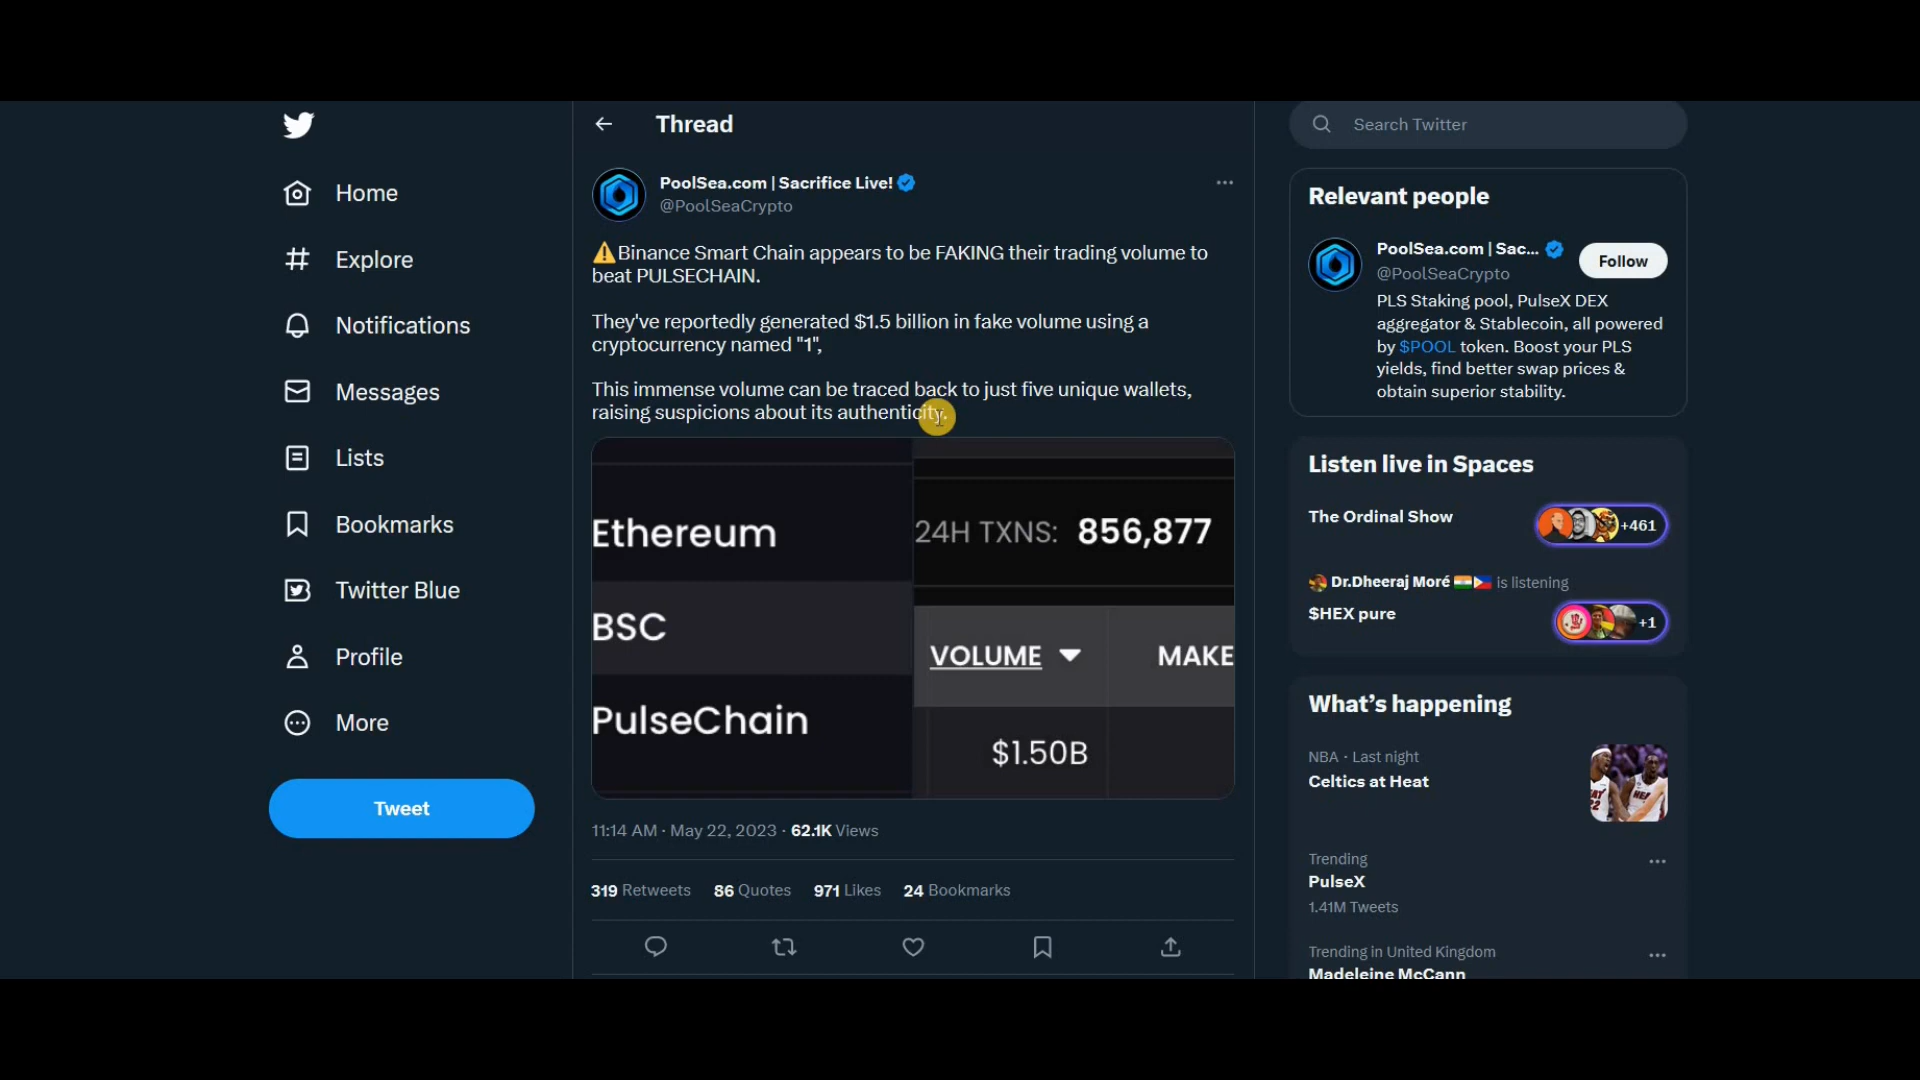 Home
Explore
Notifications
Messages
Lists
Bookmarks
Twitter Blue
Profile
More
Tweet
Thread
PoolSea.com | Sacrifice Live!
@PoolSeaCrypto
⚠️Binance Smart Chain appears to be FAKING their trading volume to
beat PULSECHAIN.
They've reportedly generated $1.5 billion in fake volume using a
cryptocurrency named "1",
This immense volume can be traced back to just five unique wallets,
raising suspicions about its authenticity.
Ethereum
BSC
PulseChain
24H TXNS: 856,877
VOLUME MAKE
$1.50B
11:14 AM · May 22, 2023 · 62.1K Views
319 Retweets 86 Quotes 971 Likes 24 Bookmarks
Search Twitter
Relevant people
PoolSea.com | Sac...
@PoolSeaCrypto
Follow
PLS Staking pool, PulseX DEX
aggregator & Stablecoin, all powered
by $POOL token. Boost your PLS
yields, find better swap prices &
obtain superior stability.
Listen live in Spaces
The Ordinal Show
+461
Dr.Dheeraj Moré 🇮🇳🇵🇭 is listening
$HEX pure
+1
What's happening
NBA · Last night
Celtics at Heat
Trending
PulseX
1.41M Tweets
Trending in United Kingdom
Madeleine McCann